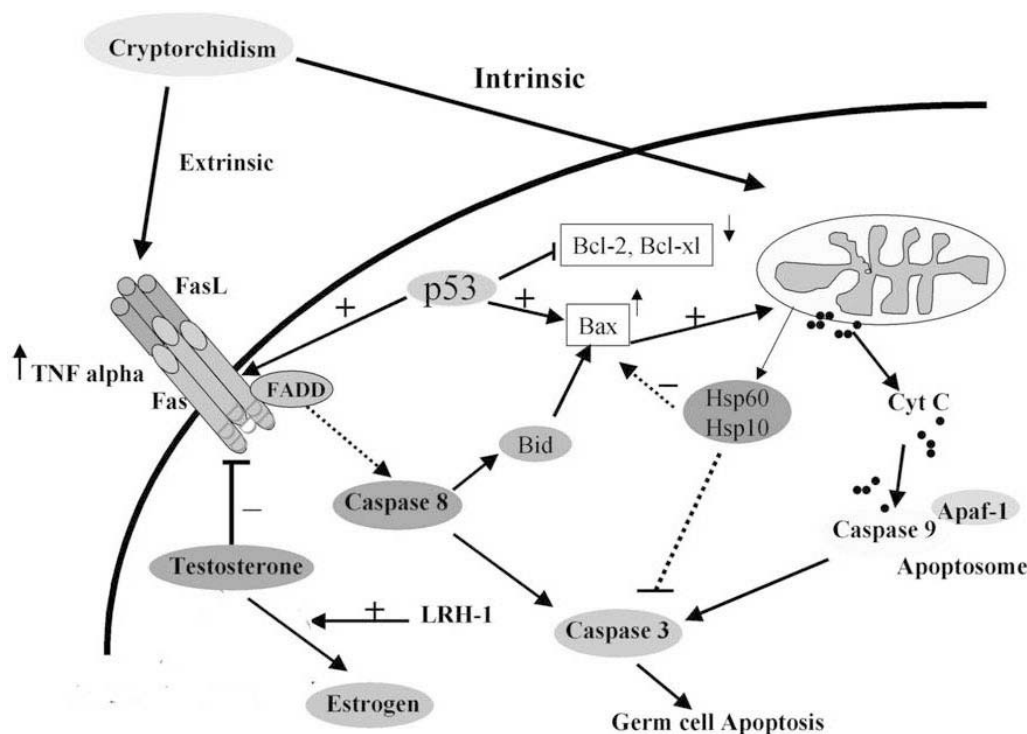 Cryptorchidism
Intrinsic
Extrinsic
Bcl-2, Bcl-xl
FasL
p53
+
+
Bax
+
TNF alpha
FADD
Fas
−
Hsp60
Hsp10
Cyt C
Bid
Caspase 8
−
Apaf-1
Caspase 9
Testosterone
Apoptosome
+
LRH-1
Caspase 3
Estrogen
Germ cell Apoptosis